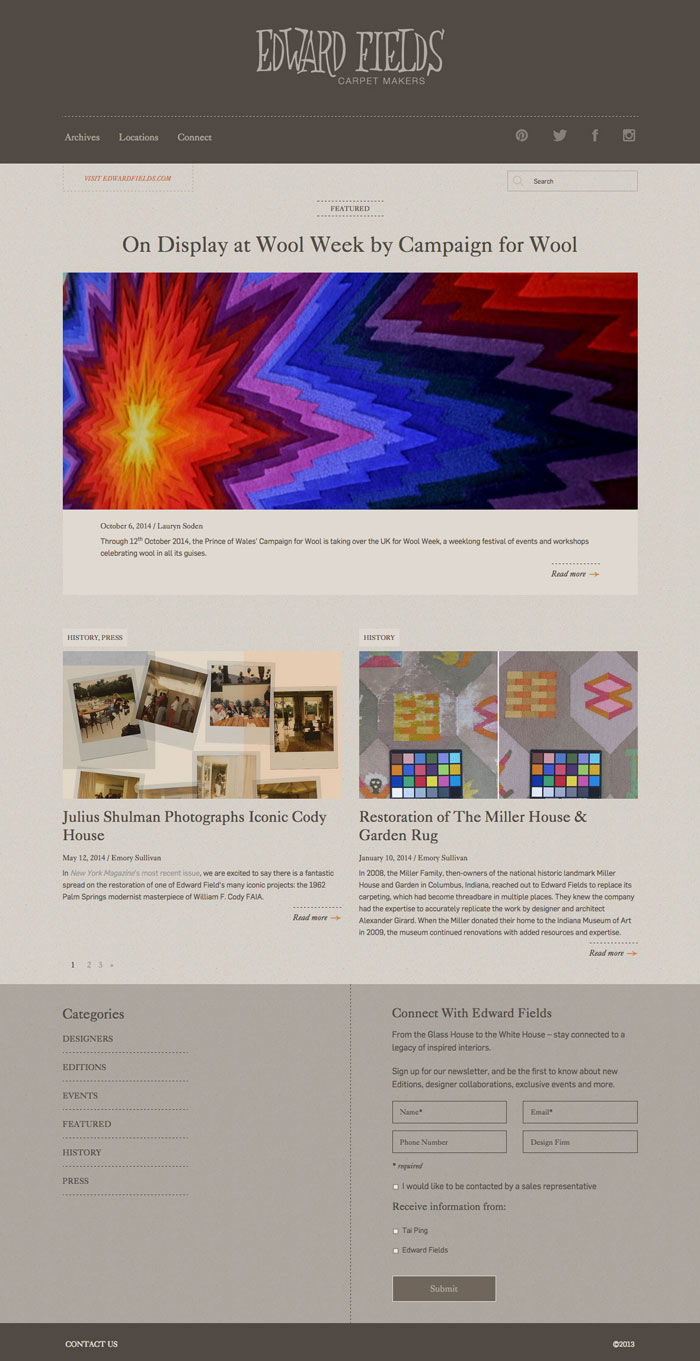 EDWARD FIELDS
CARPET MAKERS
Archives Locations Connect
VISIT EDWARDFIELDS.COM
Search
FEATURED
On Display at Wool Week by Campaign for Wool
October 6, 2014 / Lauryn Soden
Through 12th October 2014, the Prince of Wales' Campaign for Wool is taking over the UK for Wool Week, a weeklong festival of events and workshops
celebrating wool in all its guises.
Read more →
HISTORY, PRESS
Julius Shulman Photographs Iconic Cody
House
May 12, 2014 / Emory Sullivan
In New York Magazine's most recent issue, we are excited to say there is a fantastic
spread on the restoration of one of Edward Field's many iconic projects: the 1962
Palm Springs modernist masterpiece of William F. Cody FAIA.
Read more →
HISTORY
Restoration of The Miller House &
Garden Rug
January 10, 2014 / Emory Sullivan
In 2008, the Miller Family, then-owners of the national historic landmark Miller
House and Garden in Columbus, Indiana, reached out to Edward Fields to replace its
carpeting, which had become threadbare in multiple places. They knew the company
had the expertise to accurately replicate the work by designer and architect
Alexander Girard. When the Miller donated their home to the Indiana Museum of Art
in 2009, the museum continued renovations with added resources and expertise.
Read more →
1 2 3 »
Categories
DESIGNERS
EDITIONS
EVENTS
FEATURED
HISTORY
PRESS
Connect With Edward Fields
From the Glass House to the White House – stay connected to a
legacy of inspired interiors.
Sign up for our newsletter, and be the first to know about new
Editions, designer collaborations, exclusive events and more.
Name* Email*
Phone Number Design Firm
* required
I would like to be contacted by a sales representative
Receive information from:
Tai Ping
Edward Fields
Submit
CONTACT US
©2013